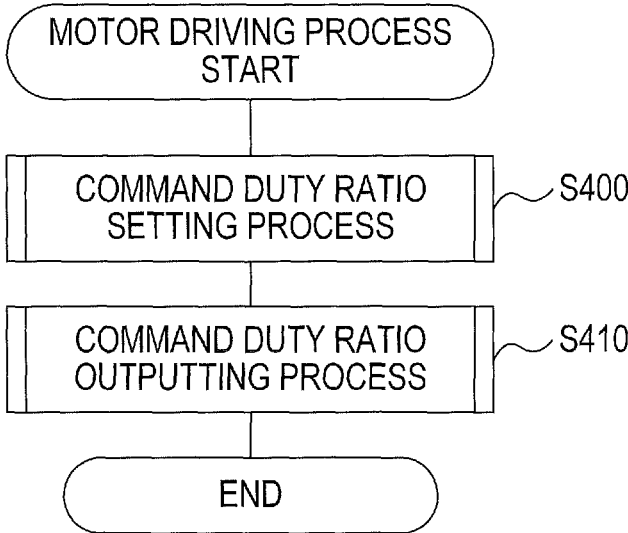 MOTOR DRIVING PROCESS
START
COMMAND DUTY RATIO
SETTING PROCESS
S400
COMMAND DUTY RATIO
OUTPUTTING PROCESS
S410
END